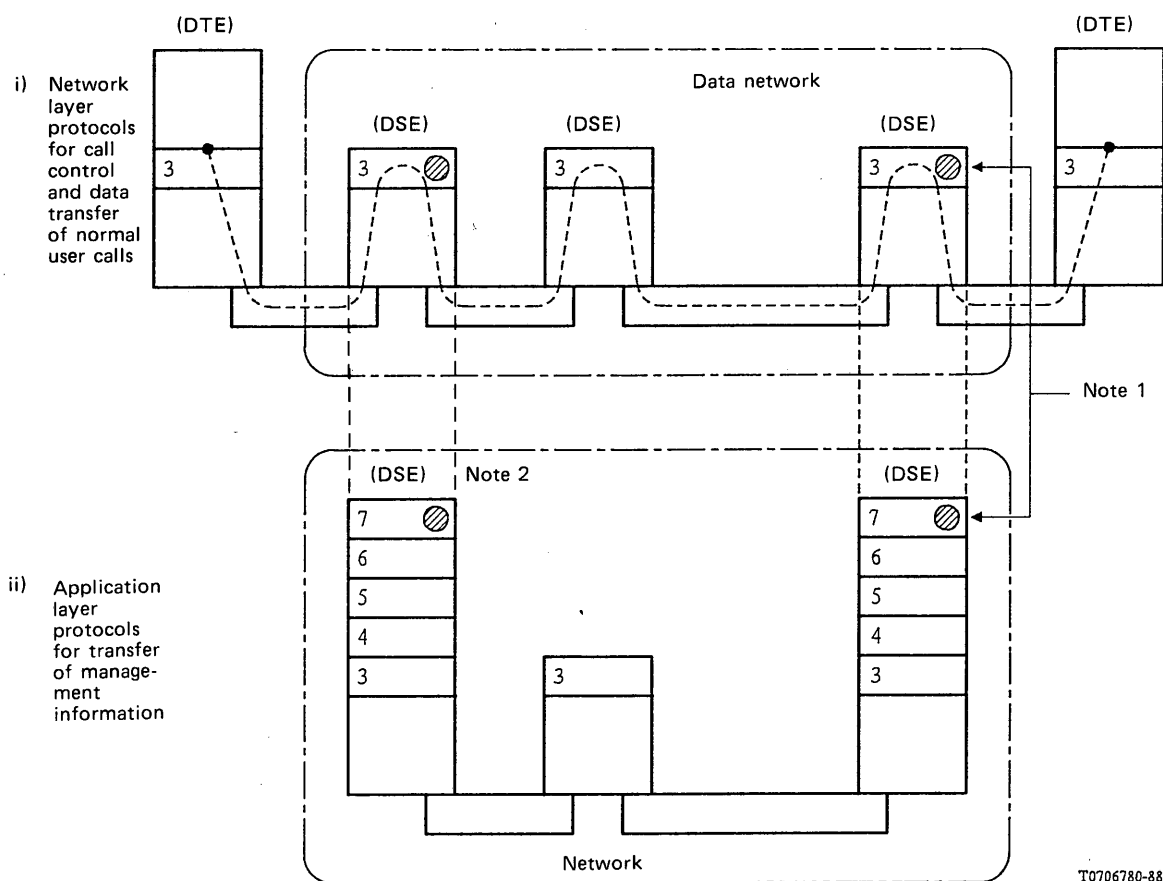 (DTE)
(DTE)
i) Network
layer
protocols
for call
control
and data
transfer
of normal
user calls
Data network
(DSE)
(DSE)
(DSE)
3
3
3
3
3
Note 1
(DSE)
Note 2
(DSE)
7
7
6
6
5
5
4
4
3
3
3
ii) Application
layer
protocols
for transfer
of manage-
ment
information
Network
T0706780-88